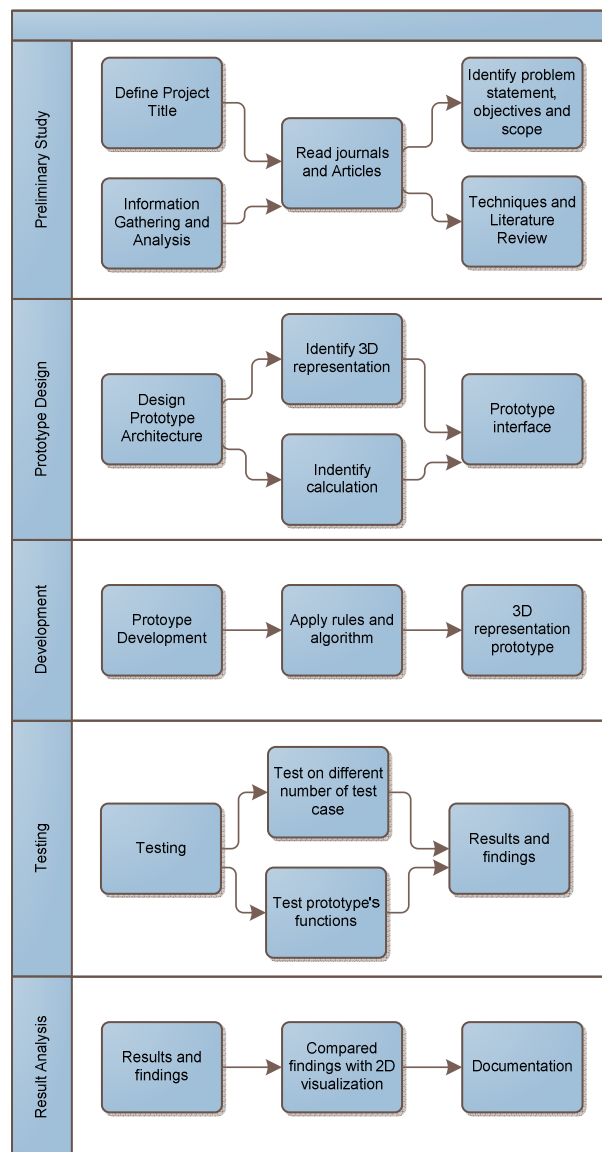 Preliminary Study
Define Project
Title
Information
Gathering and
Analysis
Read journals
and Articles
Identify problem
statement,
objectives and
scope
Techniques and
Literature
Review
Prototype Design
Design
Prototype
Architecture
Identify 3D
representation
Indentify
calculation
Prototype
interface
Development
Protoype
Development
Apply rules and
algorithm
3D
representation
prototype
Testing
Testing
Test on different
number of test
case
Test prototype's
functions
Results and
findings
Result Analysis
Results and
findings
Compared
findings with 2D
visualization
Documentation